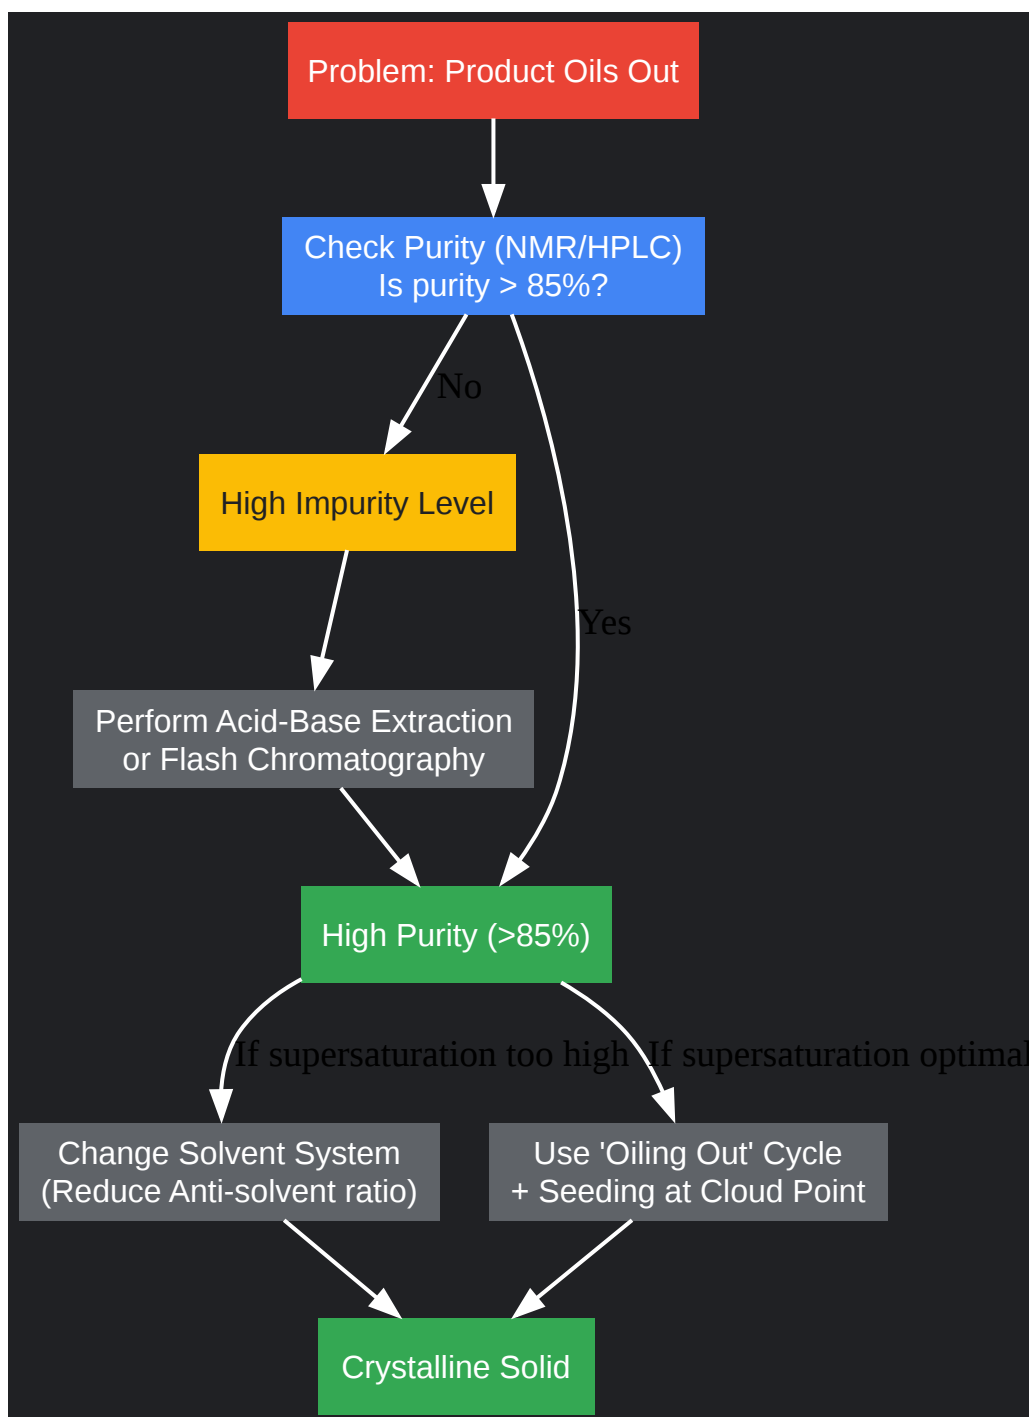 Problem: Product Oils Out
Check Purity (NMR/HPLC)
Is purity > 85%?
No
High Impurity Level
Yes
Perform Acid-Base Extraction
or Flash Chromatography
High Purity (>85%)
If supersaturation too high
If supersaturation optimal
Change Solvent System
(Reduce Anti-solvent ratio)
Use 'Oiling Out' Cycle
+ Seeding at Cloud Point
Crystalline Solid